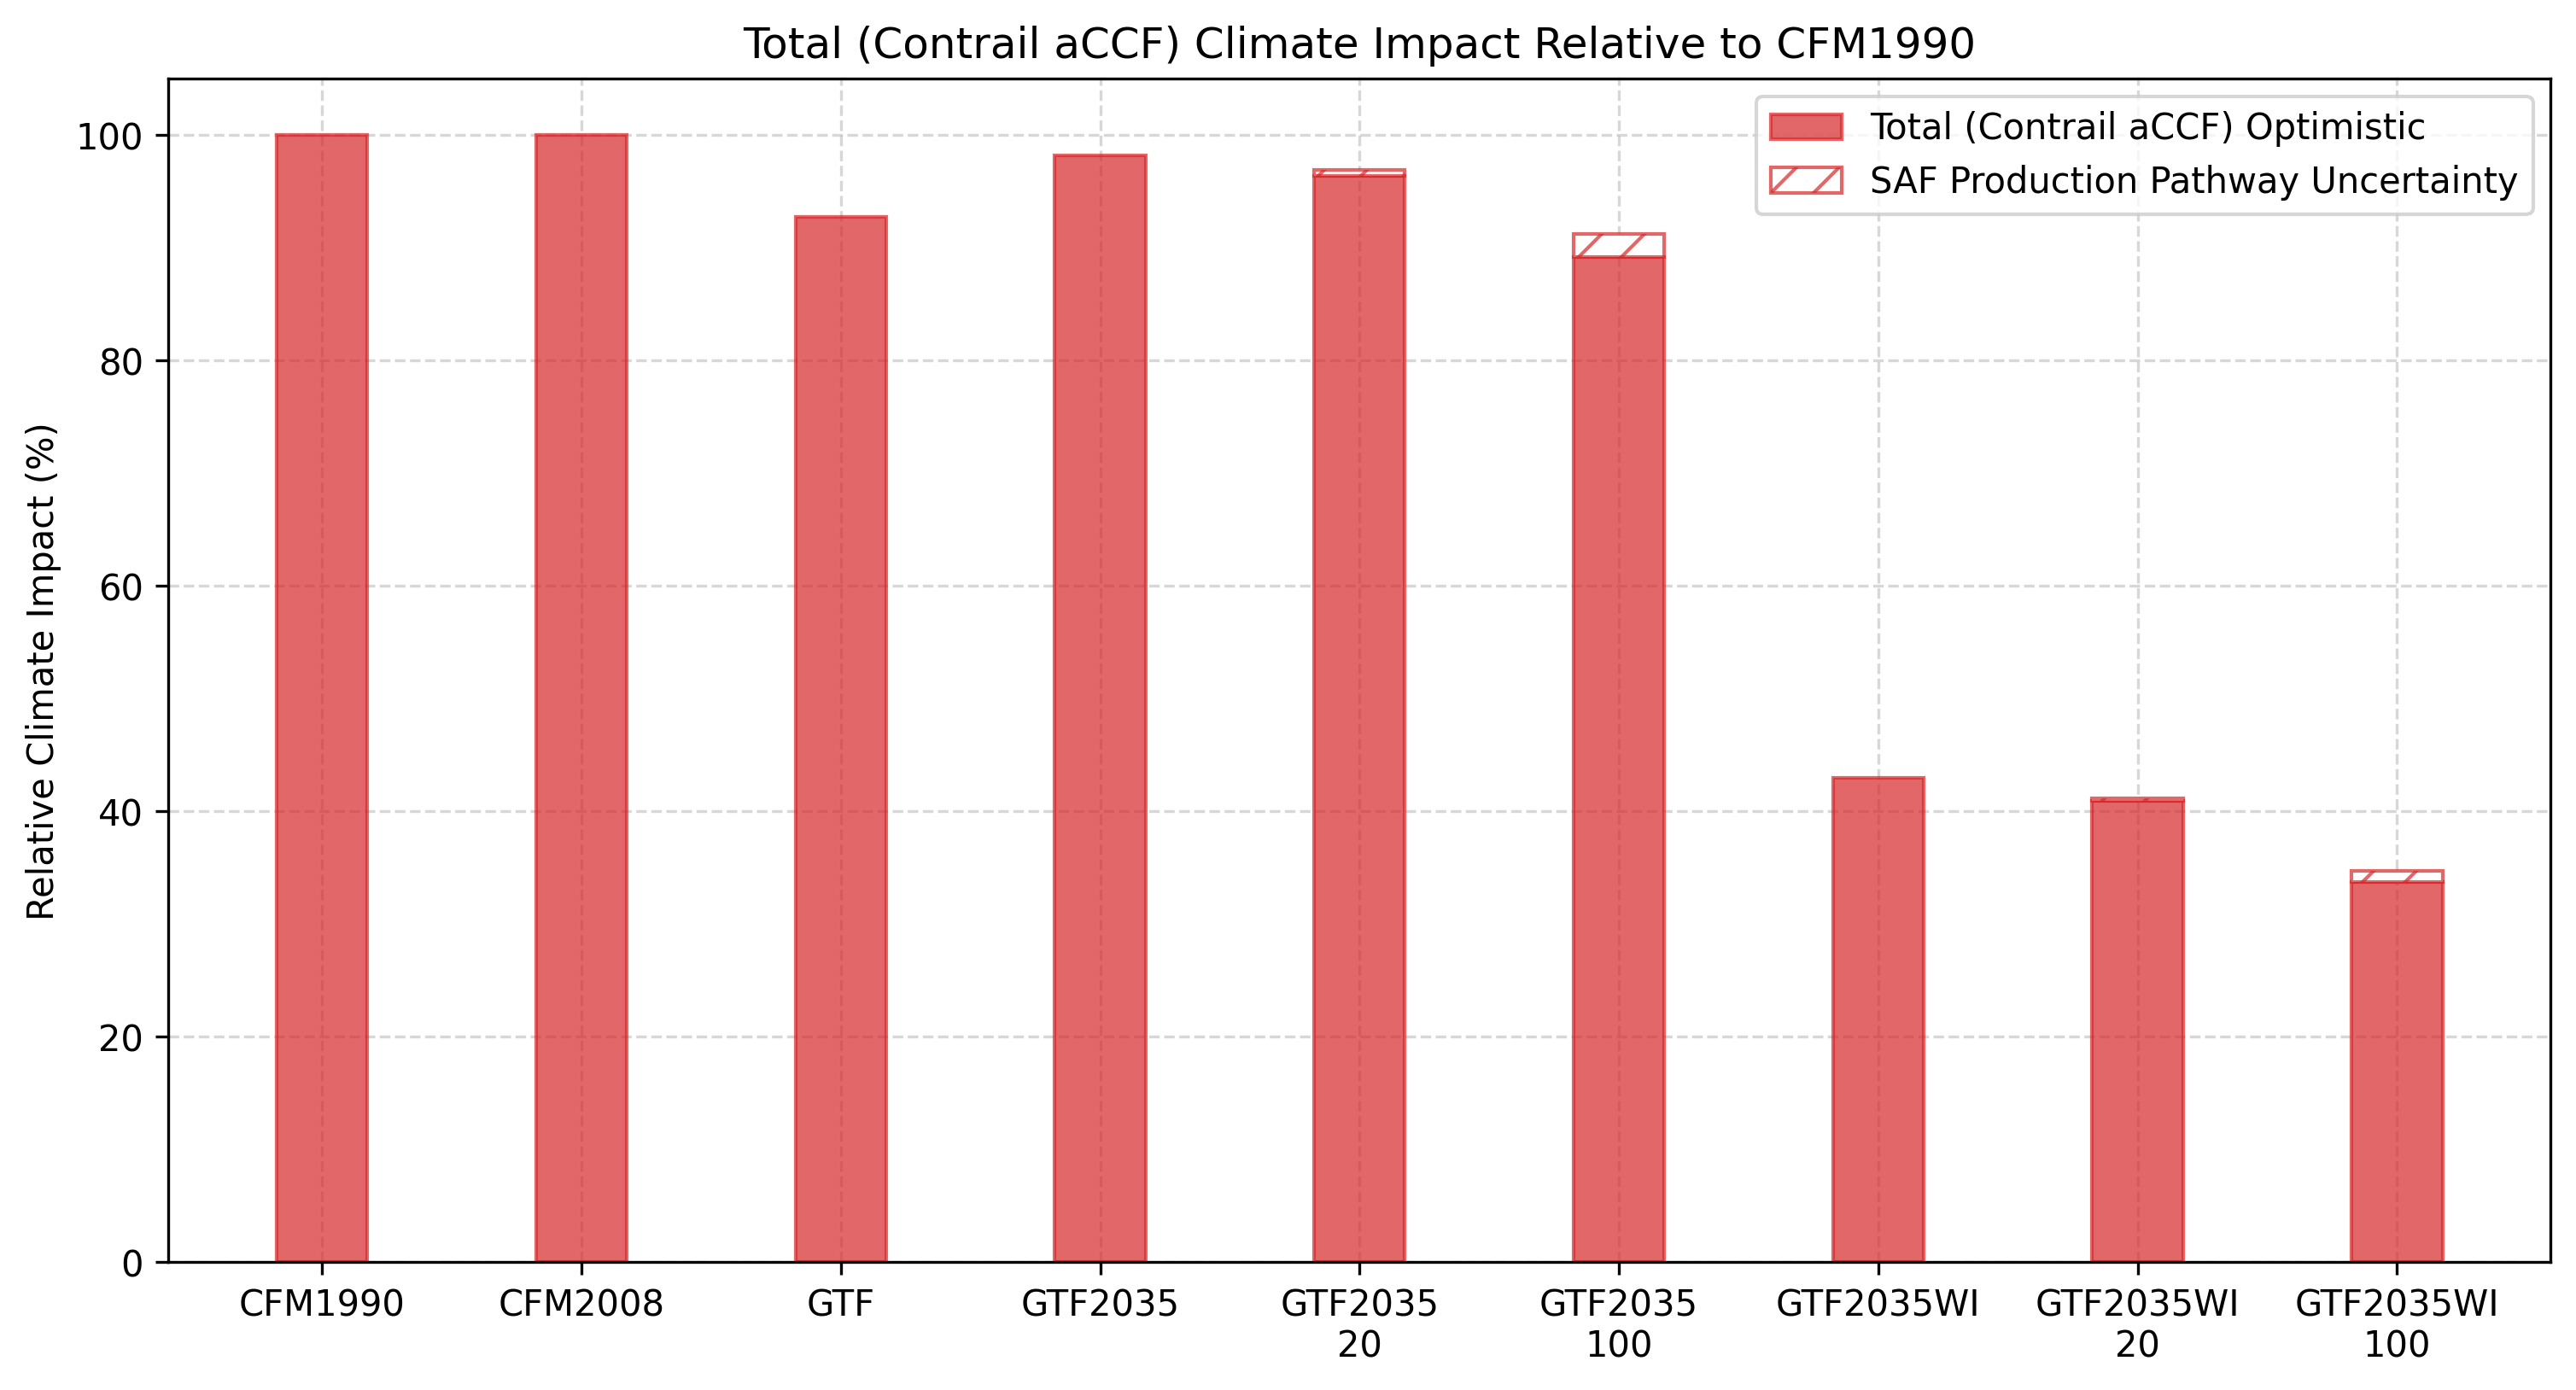 Total (Contrail aCCF) Climate Impact Relative to CFM1990
Total (Contrail aCCF) Optimistic
SAF Production Pathway Uncertainty
Relative Climate Impact (%)
100
80
60
40
20
0
CFM1990
CFM2008
GTF
GTF2035
GTF2035
20
GTF2035
100
GTF2035WI
GTF2035WI
20
GTF2035WI
100